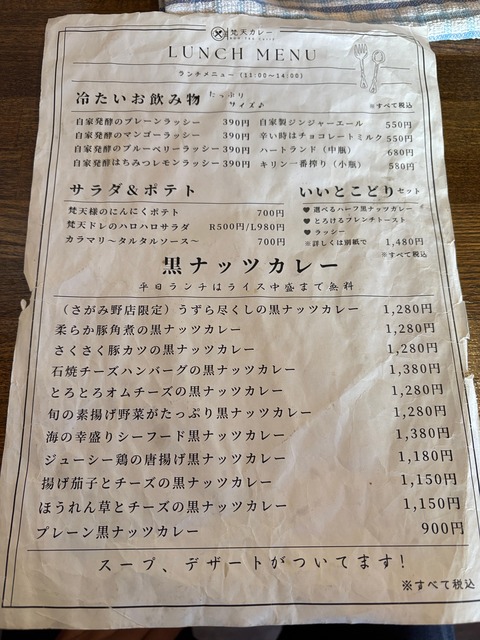 梵天カレー
LUNCH MENU
ランチメニュー (11:00〜14:00)
冷たいお飲み物 たっぷりサイズ♪
※すべて税込
自家発酵のプレーンラッシー 390円
自家発酵のマンゴーラッシー 390円
自家発酵のブルーベリーラッシー 390円
自家発酵はちみつレモンラッシー 390円
自家製ジンジャーエール 550円
辛い時はチョコレートミルク 550円
ハートランド（中瓶） 680円
キリン一番搾り（小瓶） 580円
サラダ&ポテト
梵天様のにんにくポテト 700円
梵天ドレのハロハロサラダ R500円/L980円
カラマリ〜タルタルソース〜 700円
いいとこどりセット
♥ 選べるハーフ黒ナッツカレー
♥ とろけるフレンチトースト
♥ ラッシー
※詳しくは別紙で 1,480円
※すべて税込
黒ナッツカレー
平日ランチはライス中盛まで無料
（さがみ野店限定）うずら尽くしの黒ナッツカレー 1,280円
柔らか豚角煮の黒ナッツカレー 1,280円
さくさく豚カツの黒ナッツカレー 1,280円
石焼チーズハンバーグの黒ナッツカレー 1,380円
とろとろオムチーズの黒ナッツカレー 1,280円
旬の素揚げ野菜がたっぷり黒ナッツカレー 1,280円
海の幸盛りシーフード黒ナッツカレー 1,380円
ジューシー鶏の唐揚げ黒ナッツカレー 1,180円
揚げ茄子とチーズの黒ナッツカレー 1,150円
ほうれん草とチーズの黒ナッツカレー 1,150円
プレーン黒ナッツカレー 900円
スープ、デザートがついてます!
※すべて税込